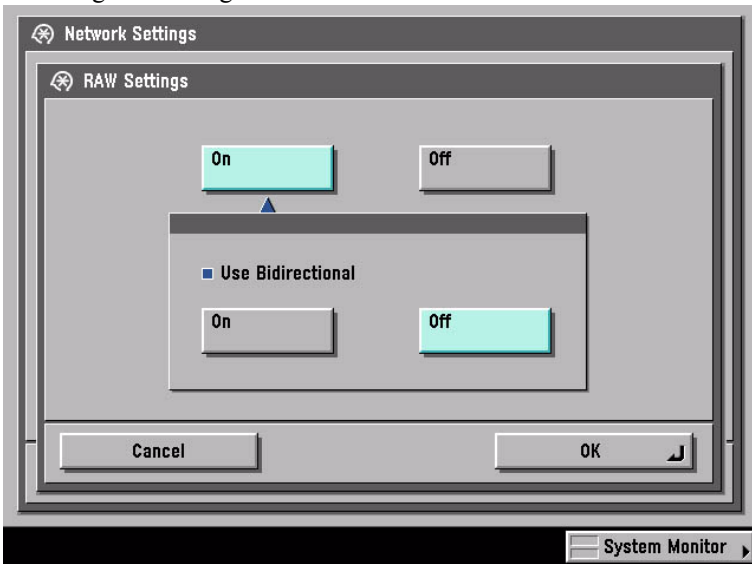 Network Settings
RAW Settings
On Off
Use Bidirectional
On Off
Cancel OK
System Monitor